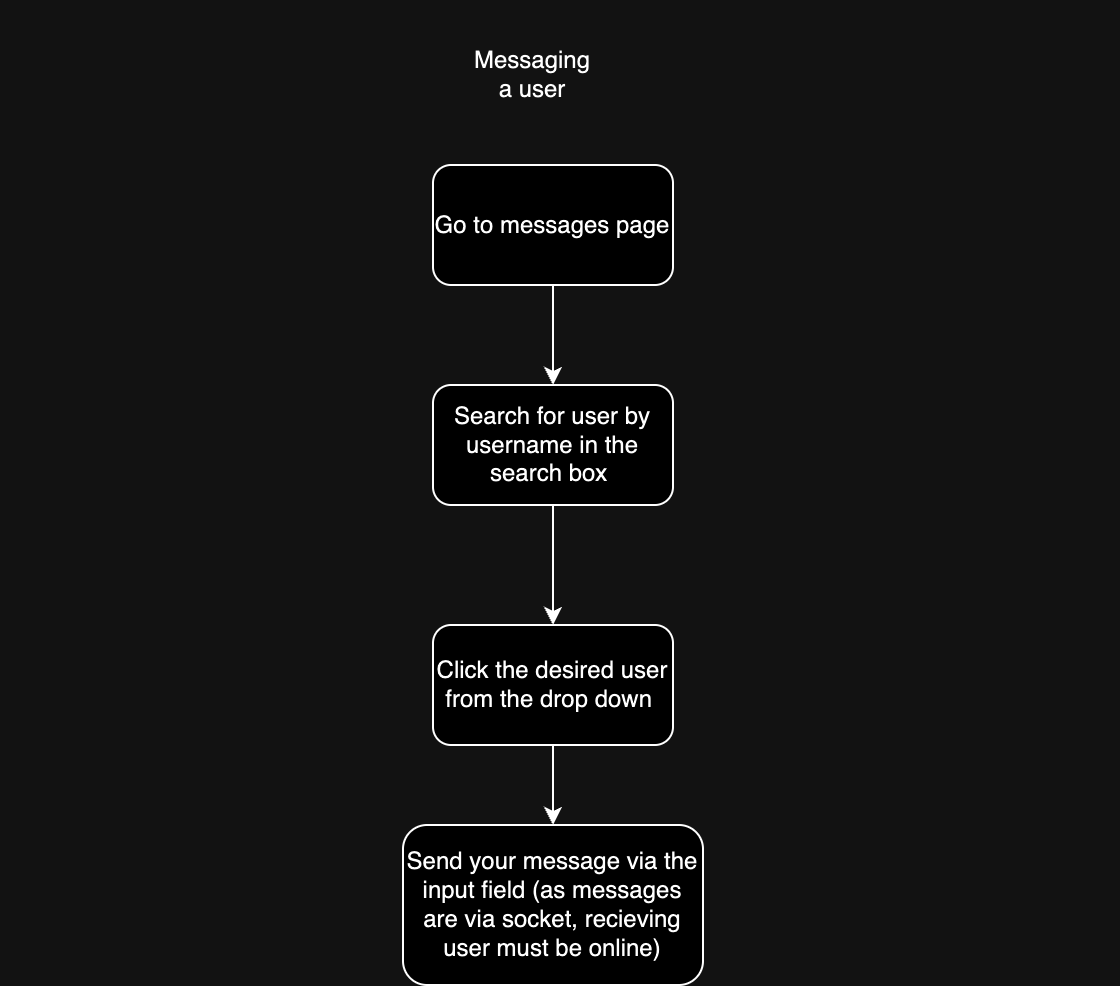 Messaging
a user
Go to messages page
Search for user by
username in the
search box
Click the desired user
from the drop down
Send your message via the
input field (as messages
are via socket, recieving
user must be online)